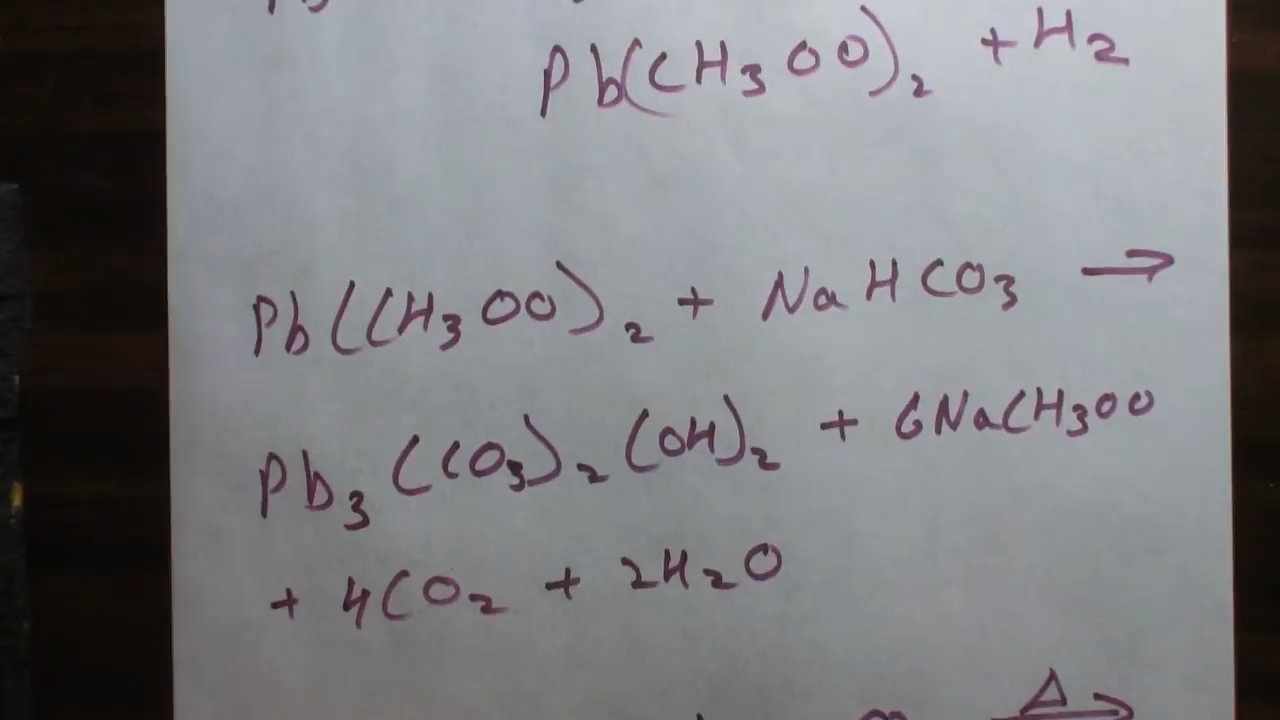 Pb(CH3OO)2 + H2
Pb(CH3OO)2 + NaHCO3 →
Pb3(CO3)2(OH)2 + 6NaCH3OO
+ 4CO2 + 2H2O
Δ →